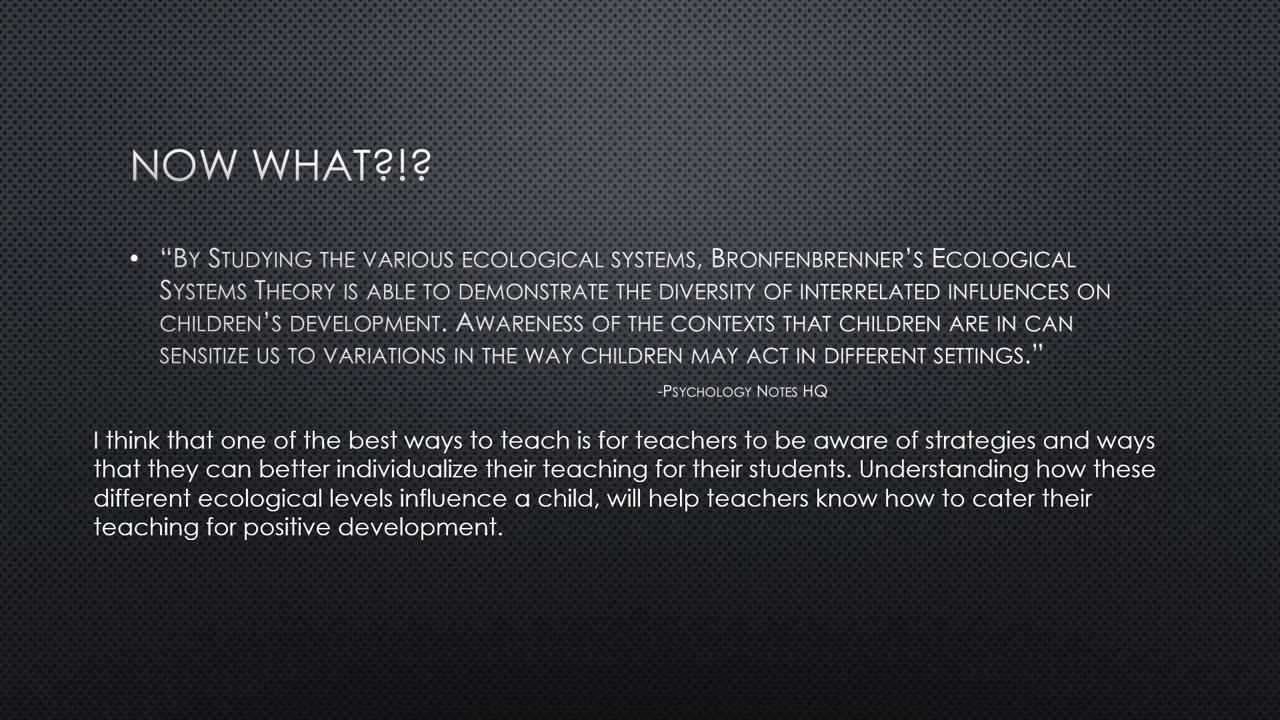 NOW WHAT?!?
• “By Studying the various ecological systems, Bronfenbrenner’s Ecological
Systems Theory is able to demonstrate the diversity of interrelated influences on
children’s development. Awareness of the contexts that children are in can
sensitize us to variations in the way children may act in different settings.”
-Psychology Notes HQ
I think that one of the best ways to teach is for teachers to be aware of strategies and ways
that they can better individualize their teaching for their students. Understanding how these
different ecological levels influence a child, will help teachers know how to cater their
teaching for positive development.